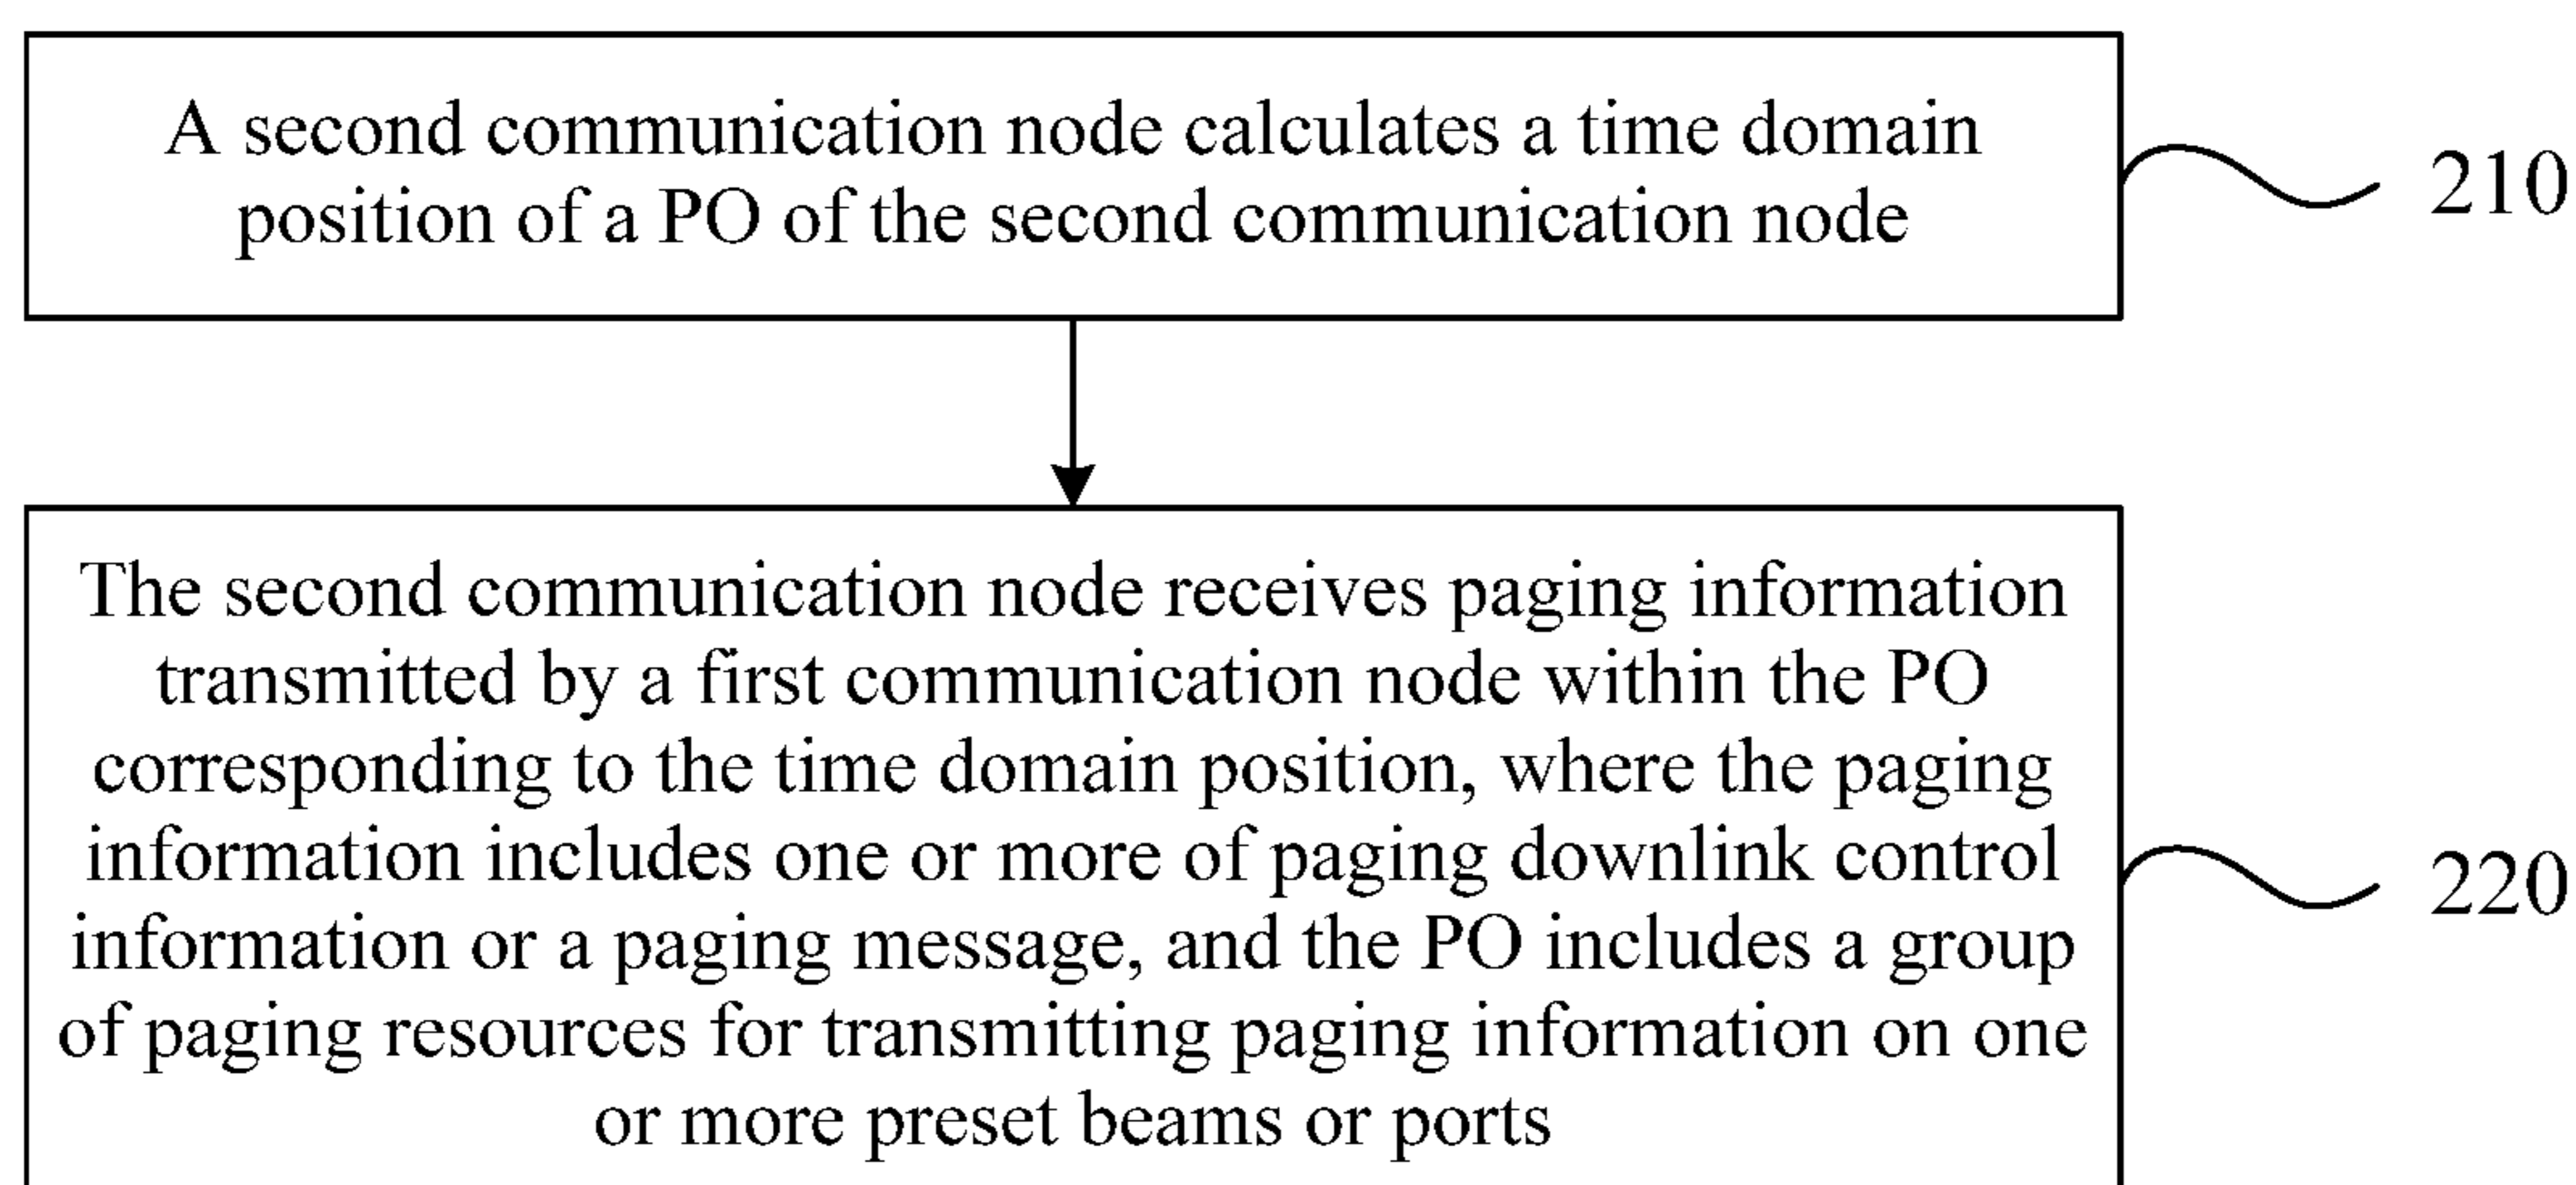 A second communication node calculates a time domain
position of a PO of the second communication node
210
The second communication node receives paging information
transmitted by a first communication node within the PO
corresponding to the time domain position, where the paging
information includes one or more of paging downlink control
information or a paging message, and the PO includes a group
of paging resources for transmitting paging information on one
or more preset beams or ports
220